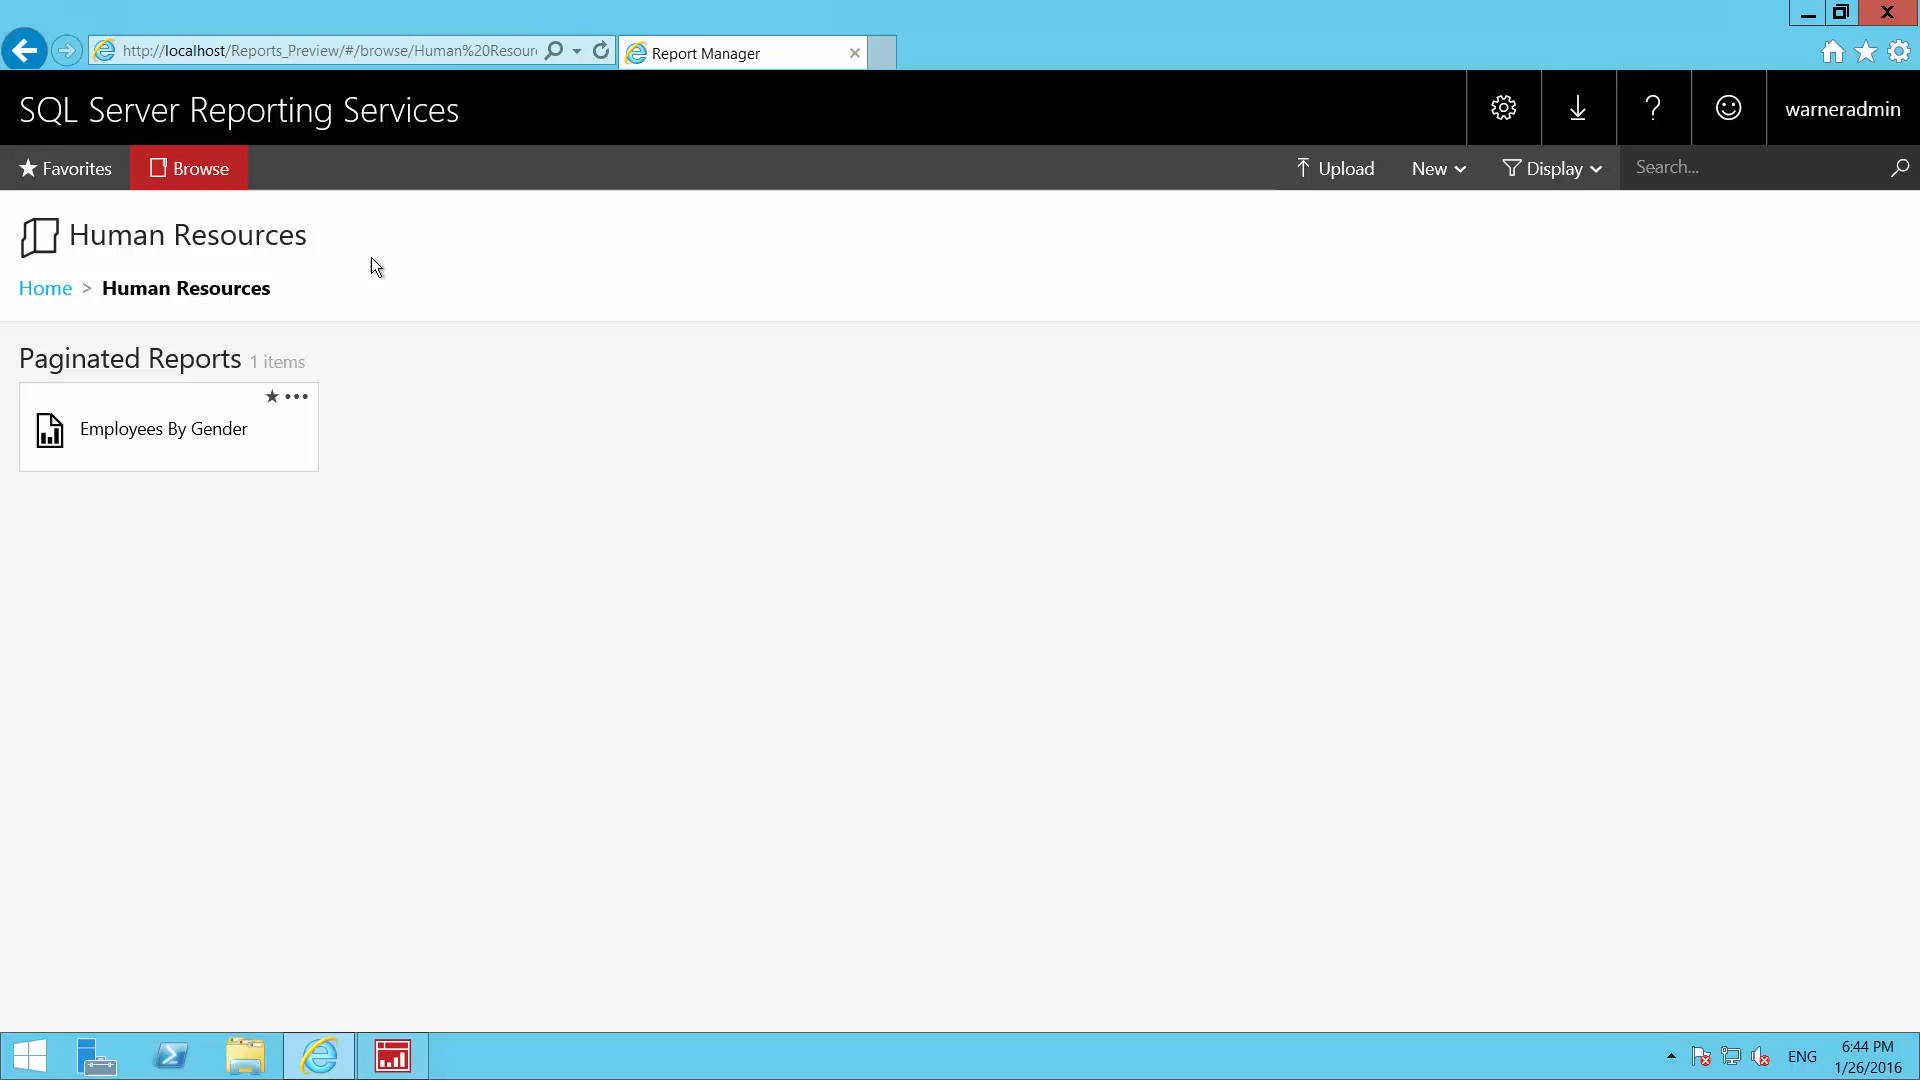 http://localhost/Reports_Preview/#/browse/Human%20Resour
Report Manager
SQL Server Reporting Services
?
warneradmin
Favorites
Browse
Upload
New
Display
Search...
Human Resources
Home > Human Resources
Paginated Reports 1 items
Employees By Gender
ENG
6:44 PM
1/26/2016